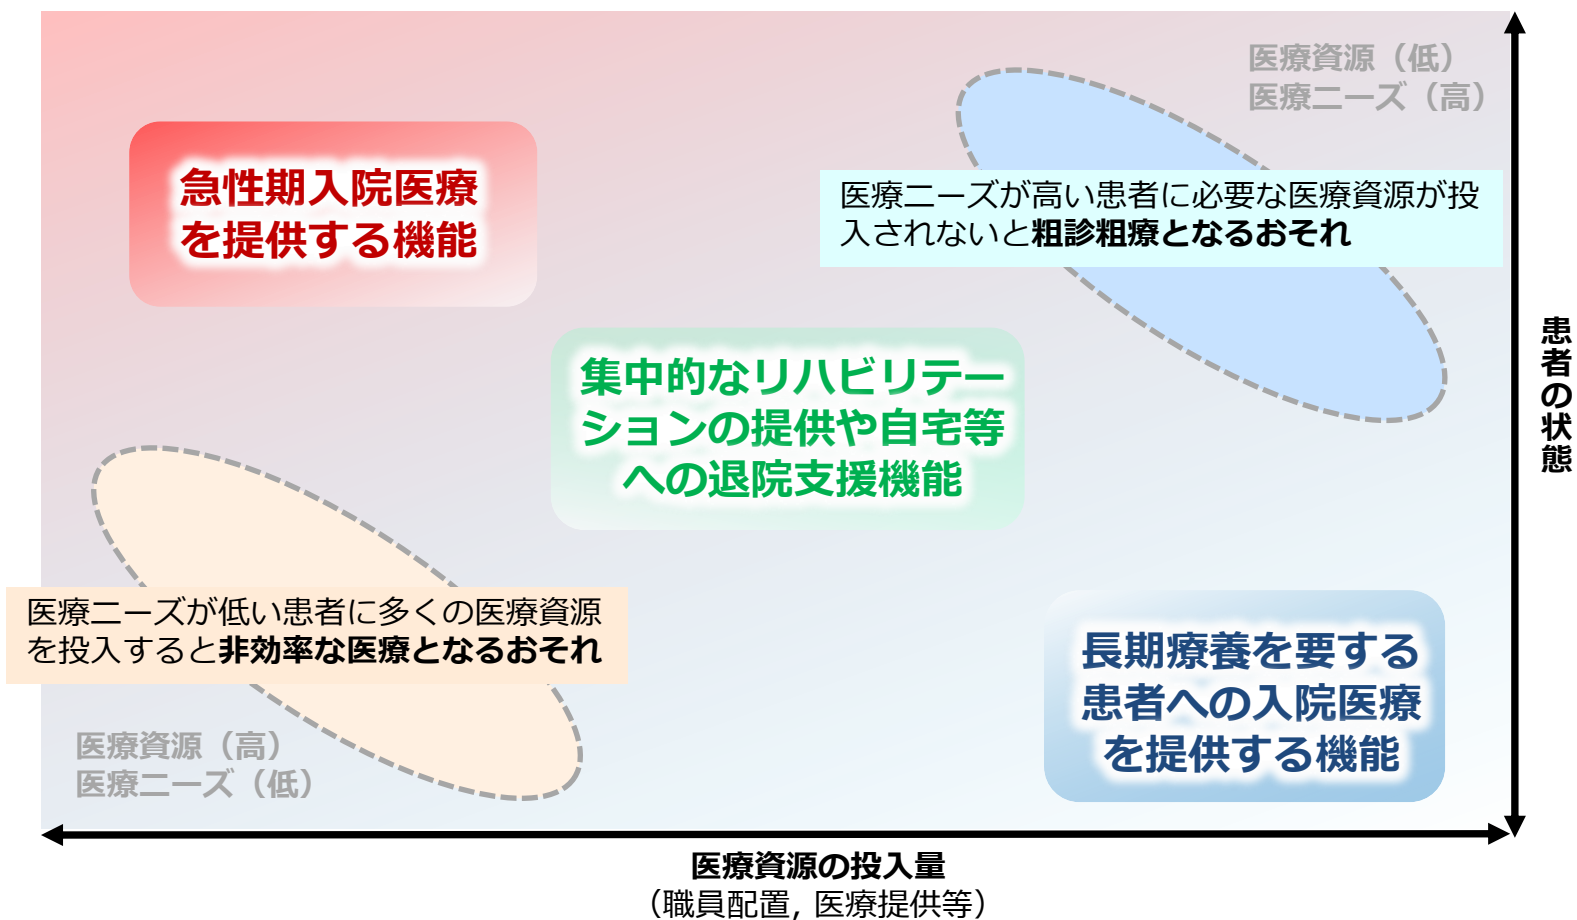 医療資源（低）
医療ニーズ（高）
急性期入院医療
を提供する機能
医療ニーズが高い患者に必要な医療資源が投
入されないと粗診粗療となるおそれ
集中的なリハビリテー
ションの提供や自宅等
への退院支援機能
患者の状態
医療ニーズが低い患者に多くの医療資源
を投入すると非効率な医療となるおそれ
長期療養を要する
患者への入院医療
を提供する機能
医療資源（高）
医療ニーズ（低）
医療資源の投入量
（職員配置, 医療提供等）